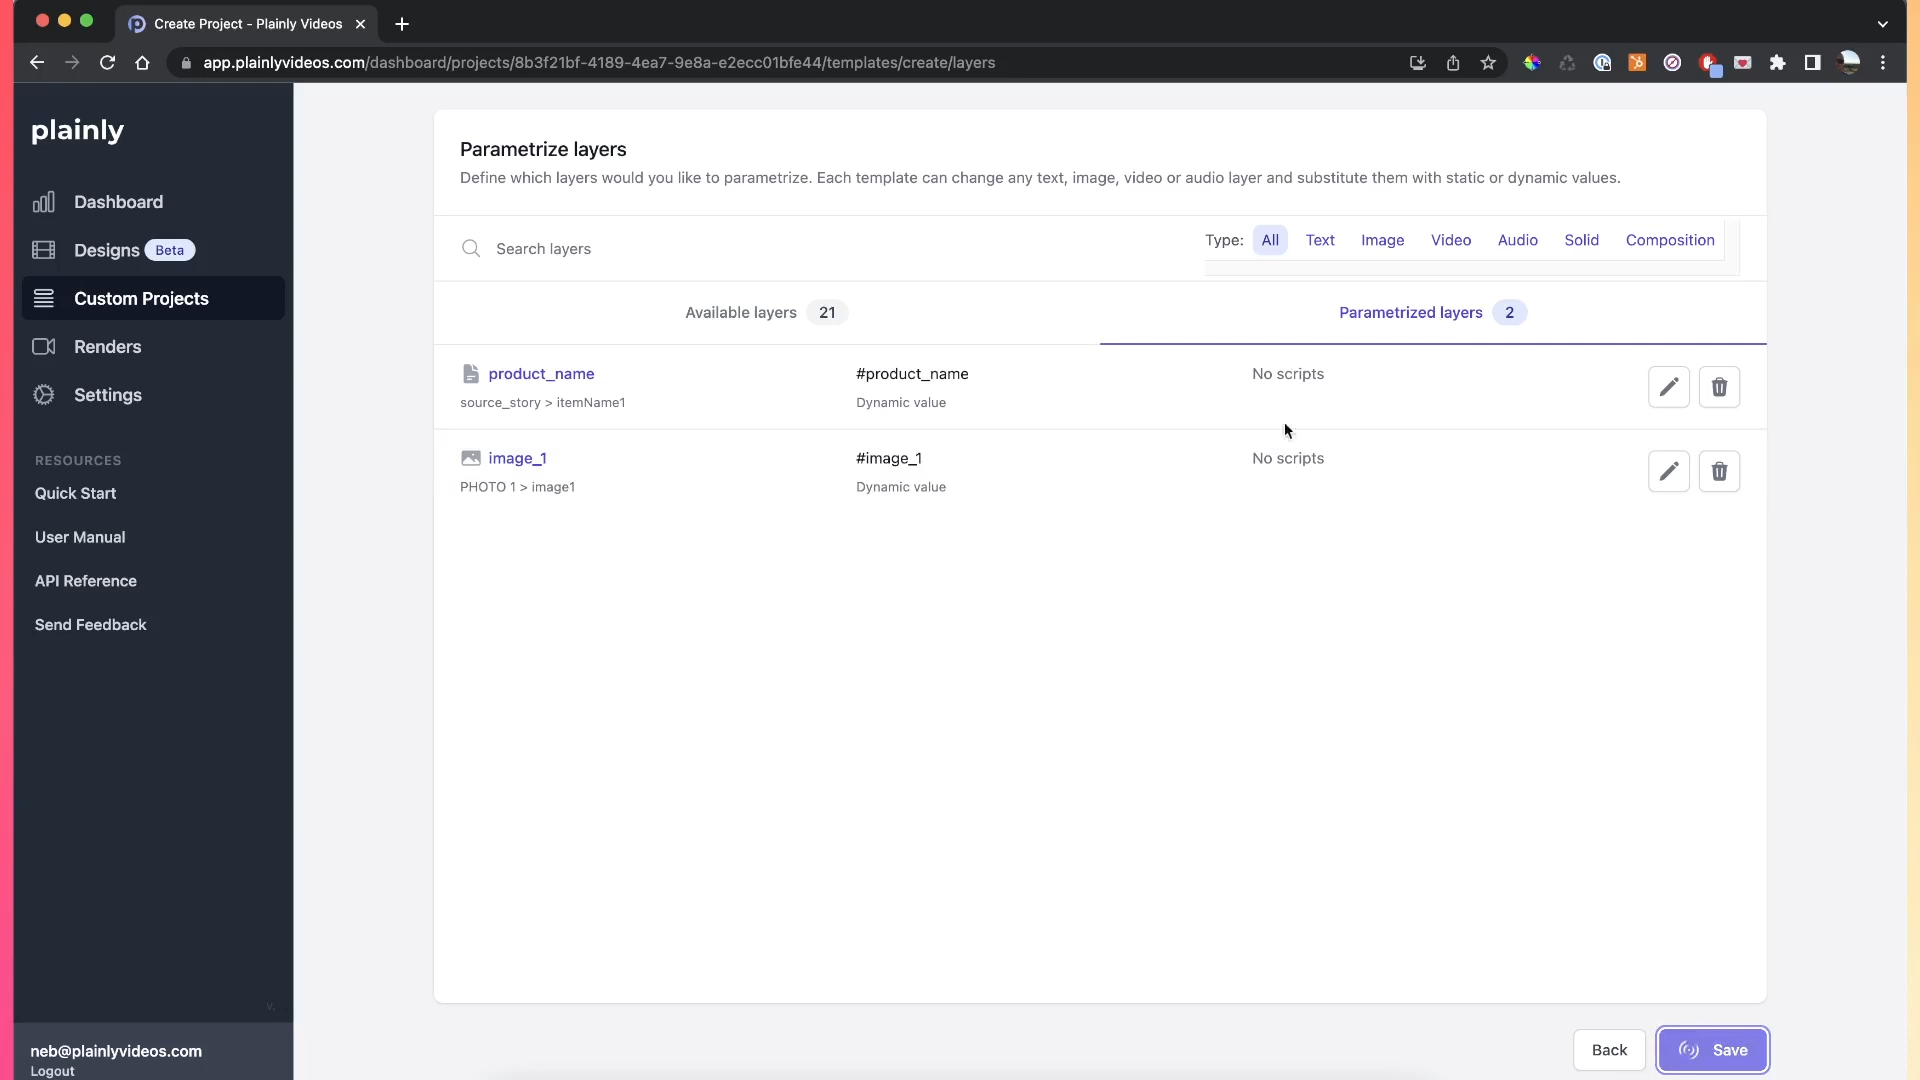 Create Project - Plainly Videos
app.plainlyvideos.com/dashboard/projects/8b3f21bf-4189-4ea7-9e8a-e2ecc01bfe44/templates/create/layers
plainly
Dashboard
Designs Beta
Custom Projects
Renders
Settings
RESOURCES
Quick Start
User Manual
API Reference
Send Feedback
v.
neb@plainlyvideos.com
Logout
Parametrize layers
Define which layers would you like to parametrize. Each template can change any text, image, video or audio layer and substitute them with static or dynamic values.
Search layers
Type: All Text Image Video Audio Solid Composition
Available layers 21
Parametrized layers 2
product_name #product_name No scripts
source_story > itemName1 Dynamic value
image_1 #image_1 No scripts
PHOTO 1 > image1 Dynamic value
Back Save